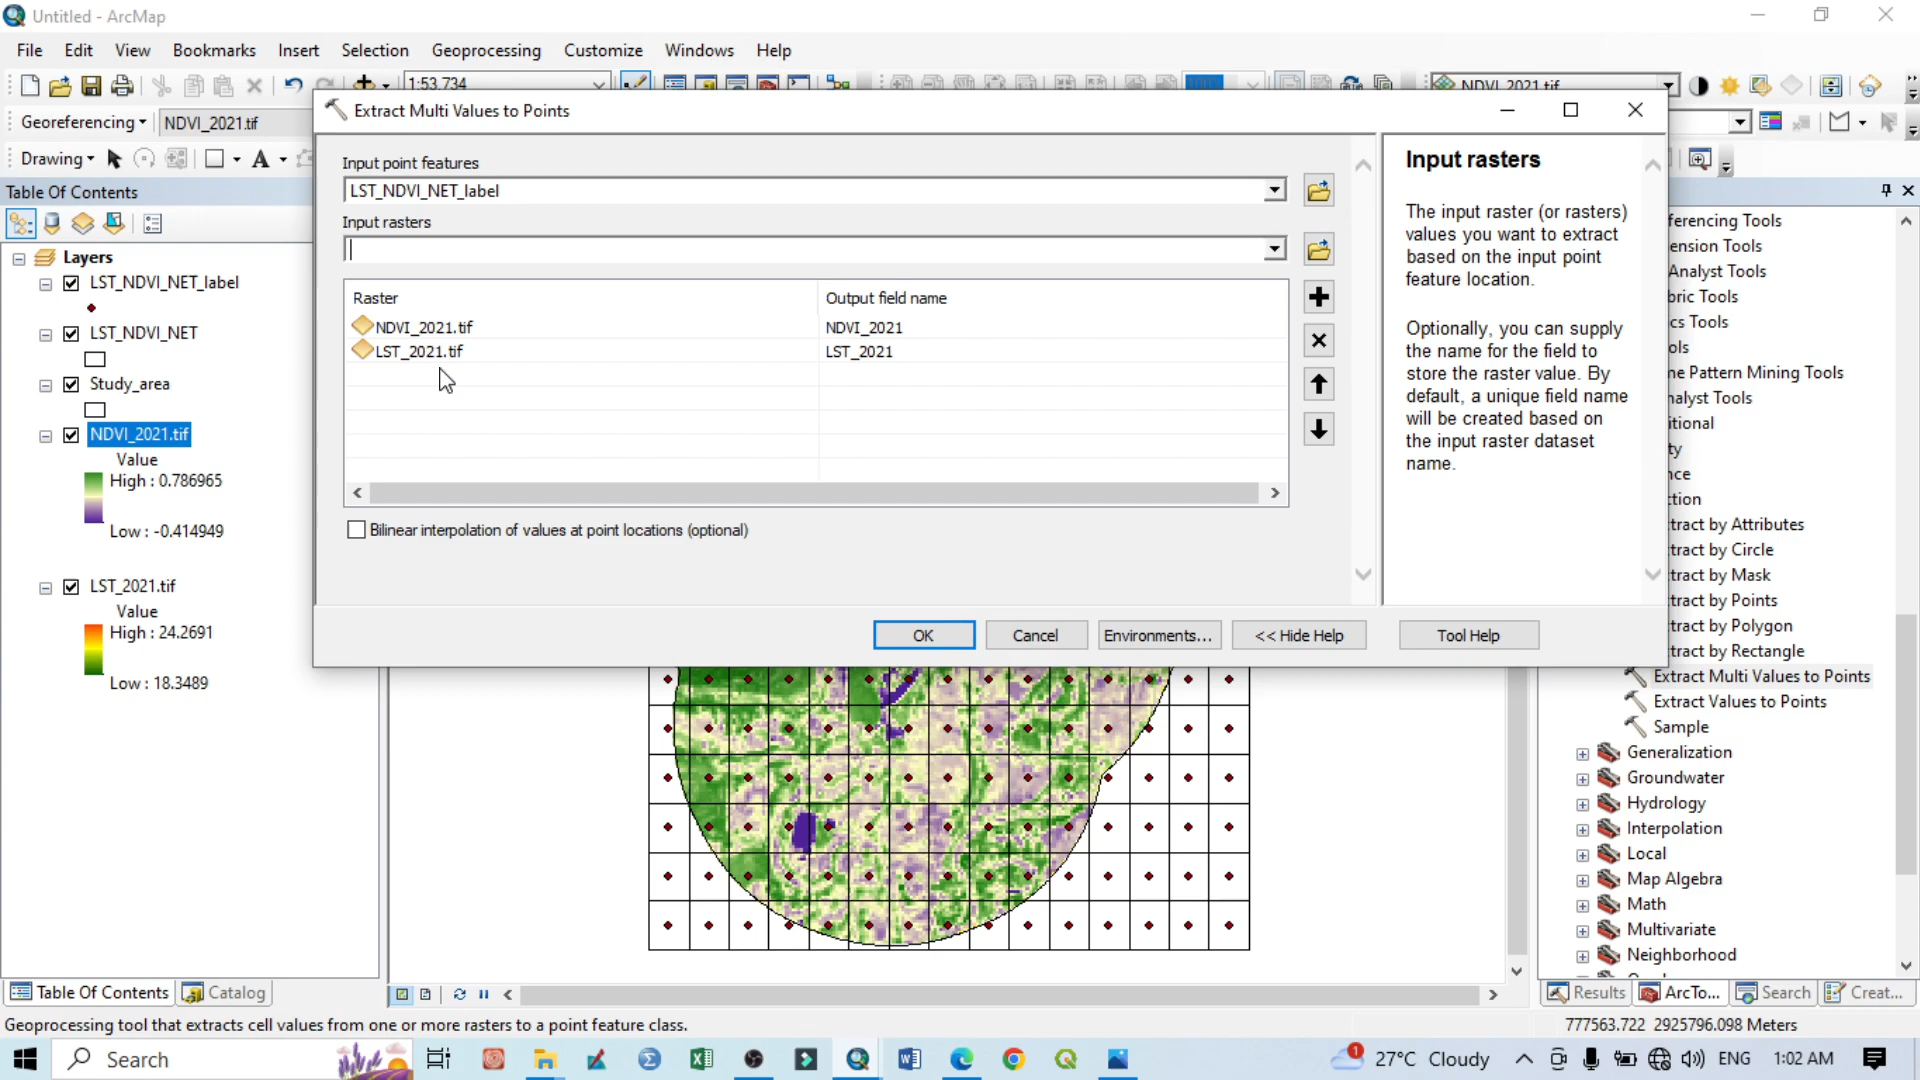 Untitled - ArcMap
File Edit View Bookmarks Insert Selection Geoprocessing Customize Windows Help
1:53,734
NDVI_2021.tif
Georeferencing NDVI_2021.tif
Drawing A
Table Of Contents
Layers
LST_NDVI_NET_label
LST_NDVI_NET
Study_area
NDVI_2021.tif
Value
High : 0.786965
Low : -0.414949
LST_2021.tif
Value
High : 24.2691
Low : 18.3489
Table Of Contents Catalog
Extract Multi Values to Points
Input point features
LST_NDVI_NET_label
Input rasters
Raster Output field name
NDVI_2021.tif NDVI_2021
LST_2021.tif LST_2021
Bilinear interpolation of values at point locations (optional)
OK Cancel Environments... << Hide Help Tool Help
Input rasters
The input raster (or rasters)
values you want to extract
based on the input point
feature location.
Optionally, you can supply
the name for the field to
store the raster value. By
default, a unique field name
will be created based on
the input raster dataset
name.
ferencing Tools
ension Tools
Analyst Tools
bric Tools
cs Tools
ols
ne Pattern Mining Tools
nalyst Tools
itional
ty
nce
ction
tract by Attributes
tract by Circle
tract by Mask
tract by Points
tract by Polygon
tract by Rectangle
Extract Multi Values to Points
Extract Values to Points
Sample
Generalization
Groundwater
Hydrology
Interpolation
Local
Map Algebra
Math
Multivariate
Neighborhood
Results ArcTo... Search Creat...
Geoprocessing tool that extracts cell values from one or more rasters to a point feature class.
777563.722 2925796.098 Meters
Search
1 27°C Cloudy ENG 1:02 AM